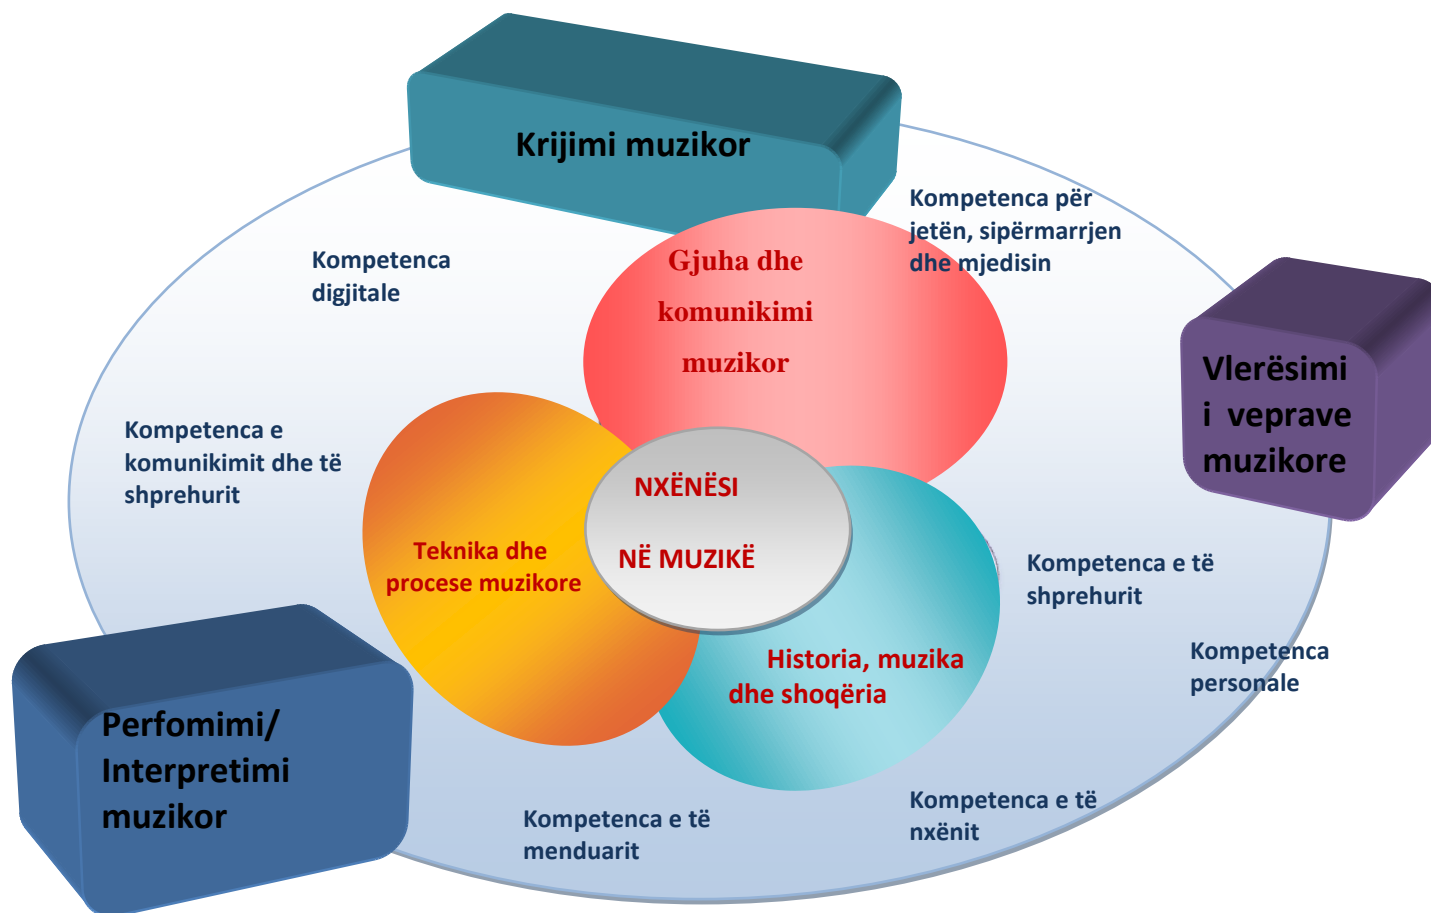 Krijimi muzikor
Kompetenca për
jetën, sipërmarrjen
dhe mjedisin
Kompetenca
digjitale
Gjuha dhe
komunikimi
muzikor
Vlerësimi
i veprave
muzikore
Kompetenca e
komunikimit dhe të
shprehurit
NXËNËSI
NË MUZIKË
Teknika dhe
procese muzikore
Kompetenca e të
shprehurit
Historia, muzika
dhe shoqëria
Kompetenca
personale
Perfomimi/
Interpretimi
muzikor
Kompetenca e të
menduarit
Kompetenca e të
nxënit